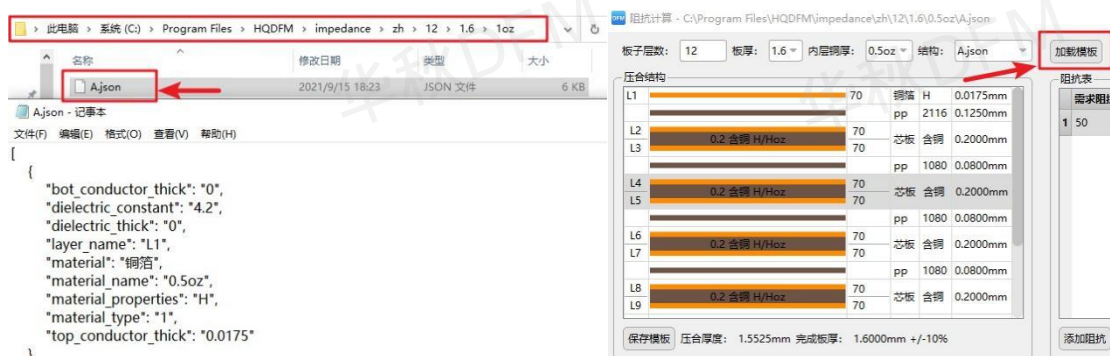 此电脑 > 系统 (C:) > Program Files > HQDFM > impedance > zh > 12 > 1.6 > 1oz
名称 修改日期 类型 大小
A.json 2021/9/15 18:23 JSON 文件 6 KB
A.json - 记事本
文件(F) 编辑(E) 格式(O) 查看(V) 帮助(H)
[
{
"bot_conductor_thick": "0",
"dielectric_constant": "4.2",
"dielectric_thick": "0",
"layer_name": "L1",
"material": "铜箔",
"material_name": "0.5oz",
"material_properties": "H",
"material_type": "1",
"top_conductor_thick": "0.0175"
}
DFM 阻抗计算 - C:\Program Files\HQDFM\impedance\zh\12\1.6\0.5oz\A.json
板子层数: 12 板厚: 1.6 内层铜厚: 0.5oz 结构: A.json 加载模板
压合结构
L1 70 铜箔 H 0.0175mm
pp 2116 0.1250mm
L2 70
0.2 含铜 H/Hoz 芯板 含铜 0.2000mm
L3 70
pp 1080 0.0800mm
L4 70
0.2 含铜 H/Hoz 芯板 含铜 0.2000mm
L5 70
pp 1080 0.0800mm
L6 70
0.2 含铜 H/Hoz 芯板 含铜 0.2000mm
L7 70
pp 1080 0.0800mm
L8 70
0.2 含铜 H/Hoz 芯板 含铜 0.2000mm
L9 70
保存模板 压合厚度: 1.5525mm 完成板厚: 1.6000mm +/-10%
阻抗表
需求阻
1 50
添加阻抗
华秋DFM
华秋DFM